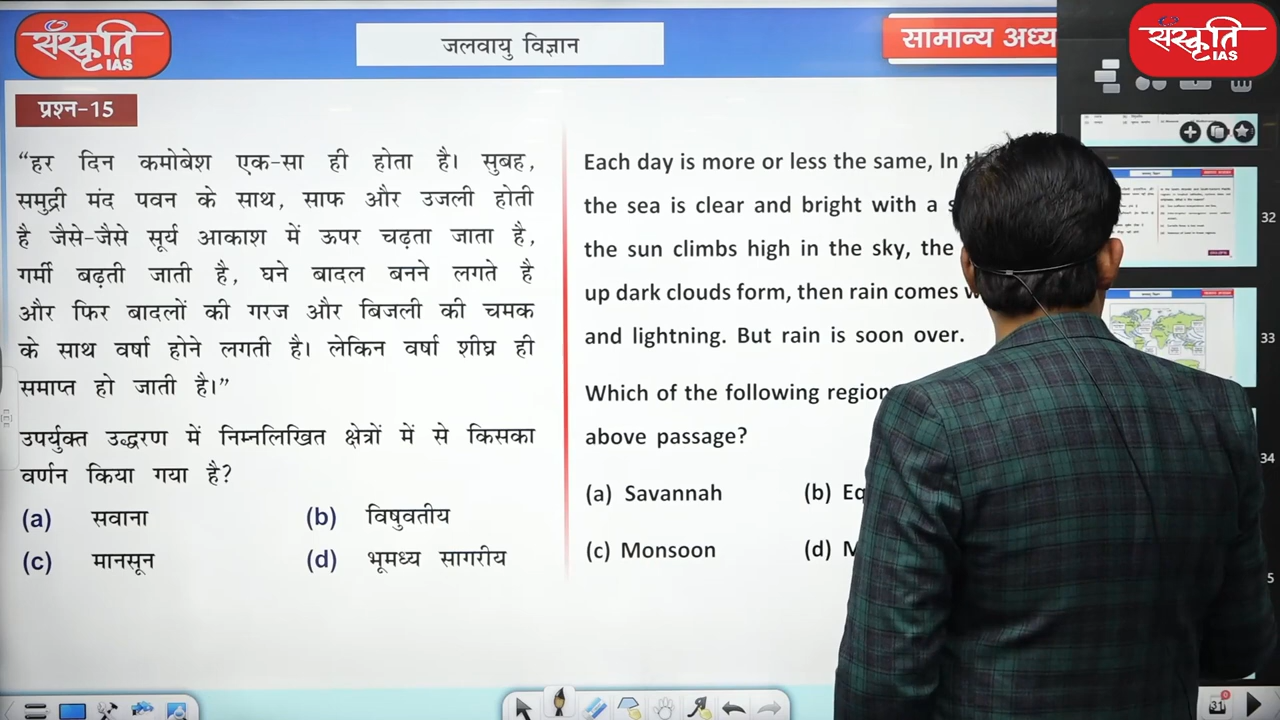 संस्कृति
IAS
जलवायु विज्ञान
सामान्य अध्य
संस्कृति
IAS
प्रश्न-15
“हर दिन कमोबेश एक-सा ही होता है। सुबह,
समुद्री मंद पवन के साथ, साफ और उजली होती
है जैसे-जैसे सूर्य आकाश में ऊपर चढ़ता जाता है,
गर्मी बढ़ती जाती है, घने बादल बनने लगते है
और फिर बादलों की गरज और बिजली की चमक
के साथ वर्षा होने लगती है। लेकिन वर्षा शीघ्र ही
समाप्त हो जाती है।”
उपर्युक्त उद्धरण में निम्नलिखित क्षेत्रों में से किसका
वर्णन किया गया है?
(a) सवाना (b) विषुवतीय
(c) मानसून (d) भूमध्य सागरीय
Each day is more or less the same, In th
the sea is clear and bright with a s
the sun climbs high in the sky, the
up dark clouds form, then rain comes w
and lightning. But rain is soon over.
Which of the following region
above passage?
(a) Savannah (b) Eq
(c) Monsoon (d) M
32
33
34
5
31